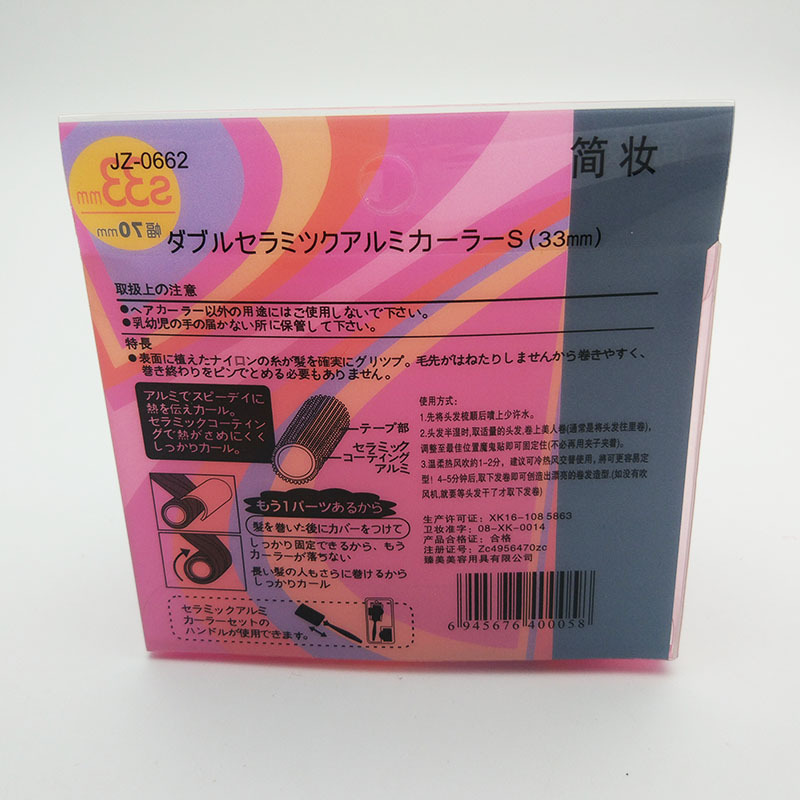 JZ-0662
简妆
S33mm
幅70mm
ダブルセラミツクアルミカーラーS(33mm)
取扱上の注意
●ヘアカーラー以外の用途にはご使用しないで下さい。
●乳幼児の手の届かない所に保管して下さい。
特長
●表面に植えたナイロンの糸が髪を確実にグリツプ。毛先がはねたりしませんから巻きやすく、
巻き終わりをピンでとめる必要もありません。
アルミでスピーデイに
熱を伝えカール。
セラミックコーティン
グで熱がさめにくく
しっかりカール。
テープ部
セラミック
コーティング
アルミ
もう1パーツあるから
髪を巻いた後に力バーをつけて
しっかり固定できるから、もう
カーラーが落ちない
長い髪の人もさらに巻けるから
しっかりカール
セラミックアルミ
カーラーセットの
ハンドルが使用できます。
使用方式:
1.先将头发梳顺后喷上少许水。
2.头发半湿时,取适量的头发,卷上美人卷(通常是将头发往里卷),
调整至最佳位置魔鬼贴即可固定住(不必再用夹子夹着)。
3.温柔热风吹约1-2分，建议可冷热风交替使用,將可更容易定
型! 4-5分钟后,取下发卷即可创造出漂亮的卷发造型.(如没有吹
风机,就要等头发干了才取下发卷)
生产许可证：XK16-108 5863
卫妆准字：08-XK-0014
产品合格证：合格
注册证号：Zc4956470zc
臻美美容用具有限公司
6 945676 400058